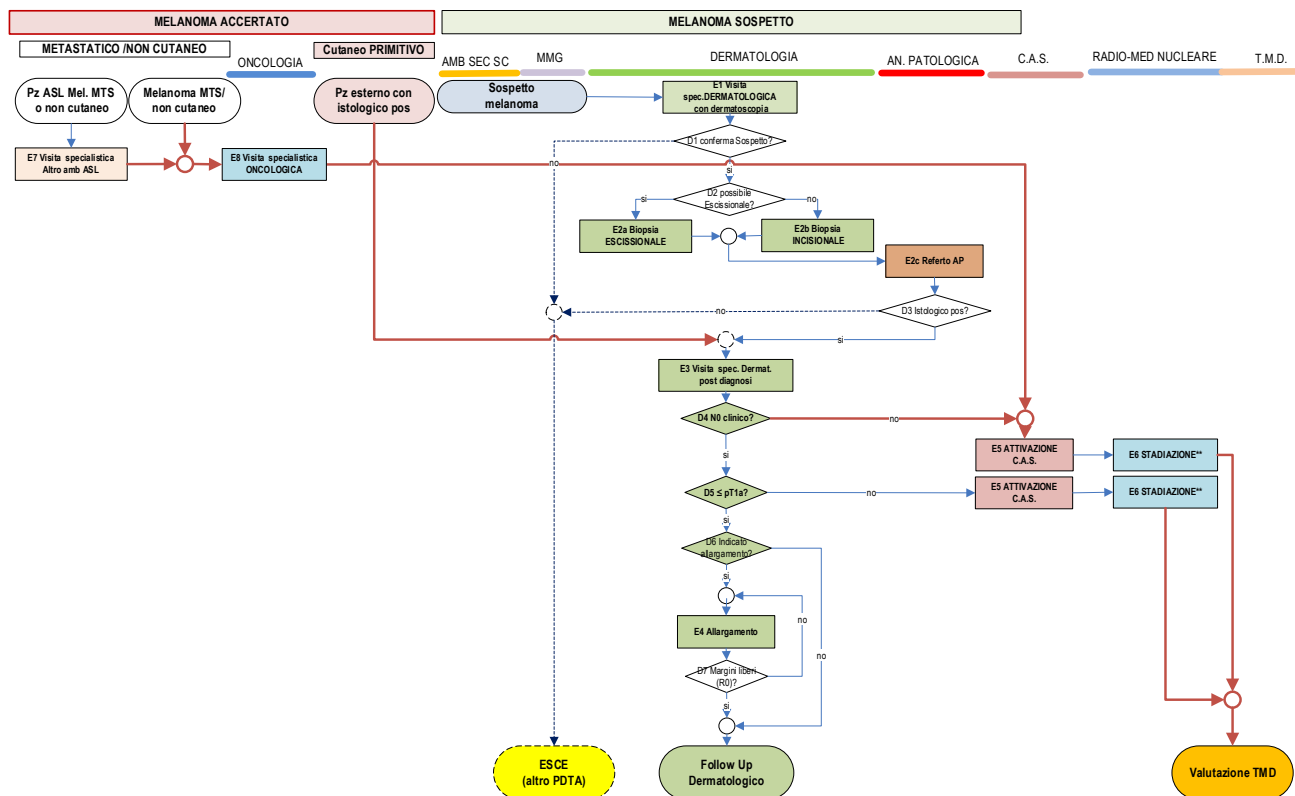 MELANOMA ACCERTATO
MELANOMA SOSPETTO
METASTATICO /NON CUTANEO
Cutaneo PRIMITIVO
ONCOLOGIA
AMB SEC SC
MMG
DERMATOLOGIA
AN. PATOLOGICA
C.A.S.
RADIO-MED NUCLEARE
T.M.D.
Pz ASL Mel. MTS
o non cutaneo
Melanoma MTS/
non cutaneo
Pz esterno con
istologico pos
Sospetto
melanoma
E1 Visita
spec.DERMATOLOGICA
con dermatoscopia
D1 conferma Sospetto?
no
si
E7 Visita specialistica
Altro amb ASL
E8 Visita specialistica
ONCOLOGICA
D2 possibile
Escissionale?
si
no
E2a Biopsia
ESCISSIONALE
E2b Biopsia
INCISIONALE
E2c Referto AP
D3 Istologico pos?
no
si
E3 Visita spec. Dermat.
post diagnosi
D4 N0 clinico?
no
si
E5 ATTIVAZIONE
C.A.S.
E6 STADIAZIONE**
D5 ≤ pT1a?
no
si
E5 ATTIVAZIONE
C.A.S.
E6 STADIAZIONE**
D6 Indicato
allargamento?
si
no
E4 Allargamento
no
D7 Margini liberi
(R0)?
si
ESCE
(altro PDTA)
Follow Up
Dermatologico
Valutazione TMD